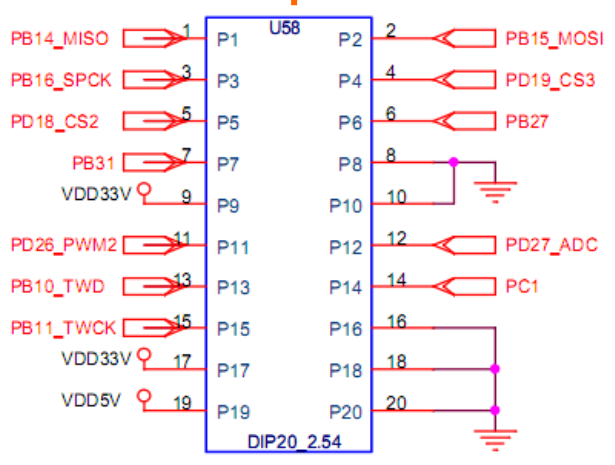 U58
PB14_MISO 1 P1 P2 2 PB15_MOSI
PB16_SPCK 3 P3 P4 4 PD19_CS3
PD18_CS2 5 P5 P6 6 PB27
PB31 7 P7 P8 8
VDD33V 9 P9 P10 10
PD26_PWM2 11 P11 P12 12 PD27_ADC
PB10_TWD 13 P13 P14 14 PC1
PB11_TWCK 15 P15 P16 16
VDD33V 17 P17 P18 18
VDD5V 19 P19 P20 20
DIP20_2.54